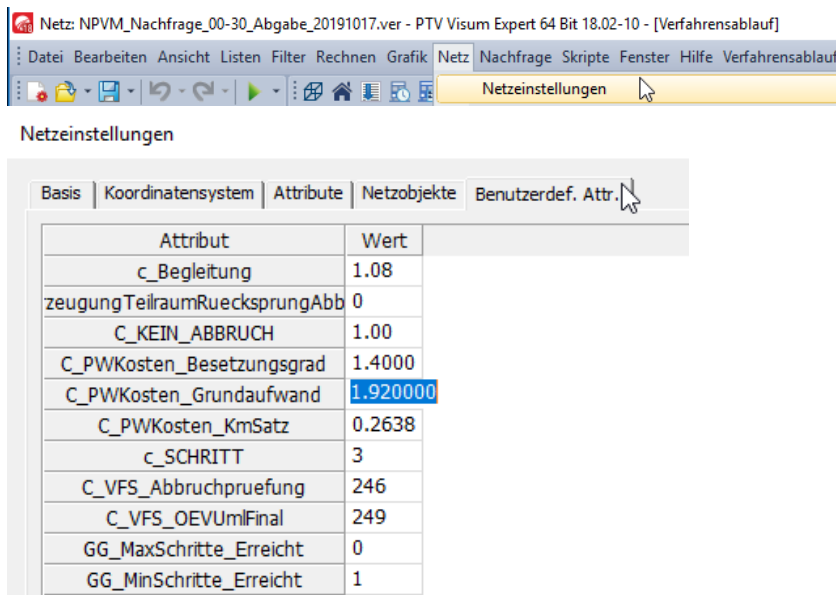 Netz: NPVM_Nachfrage_00-30_Abgabe_20191017.ver - PTV Visum Expert 64 Bit 18.02-10 - [Verfahrensablauf]
Datei Bearbeiten Ansicht Listen Filter Rechnen Grafik Netz Nachfrage Skripte Fenster Hilfe Verfahrensablauf
Netzeinstellungen
Netzeinstellungen
Basis Koordinatensystem Attribute Netzobjekte Benutzerdef. Attr.
Attribut Wert
c_Begleitung 1.08
zeugungTeilraumRuecksprungAbb 0
C_KEIN_ABBRUCH 1.00
C_PWKosten_Besetzungsgrad 1.4000
C_PWKosten_Grundaufwand 1.920000
C_PWKosten_KmSatz 0.2638
c_SCHRITT 3
C_VFS_Abbruchpruefung 246
C_VFS_OEVUmlFinal 249
GG_MaxSchritte_Erreicht 0
GG_MinSchritte_Erreicht 1